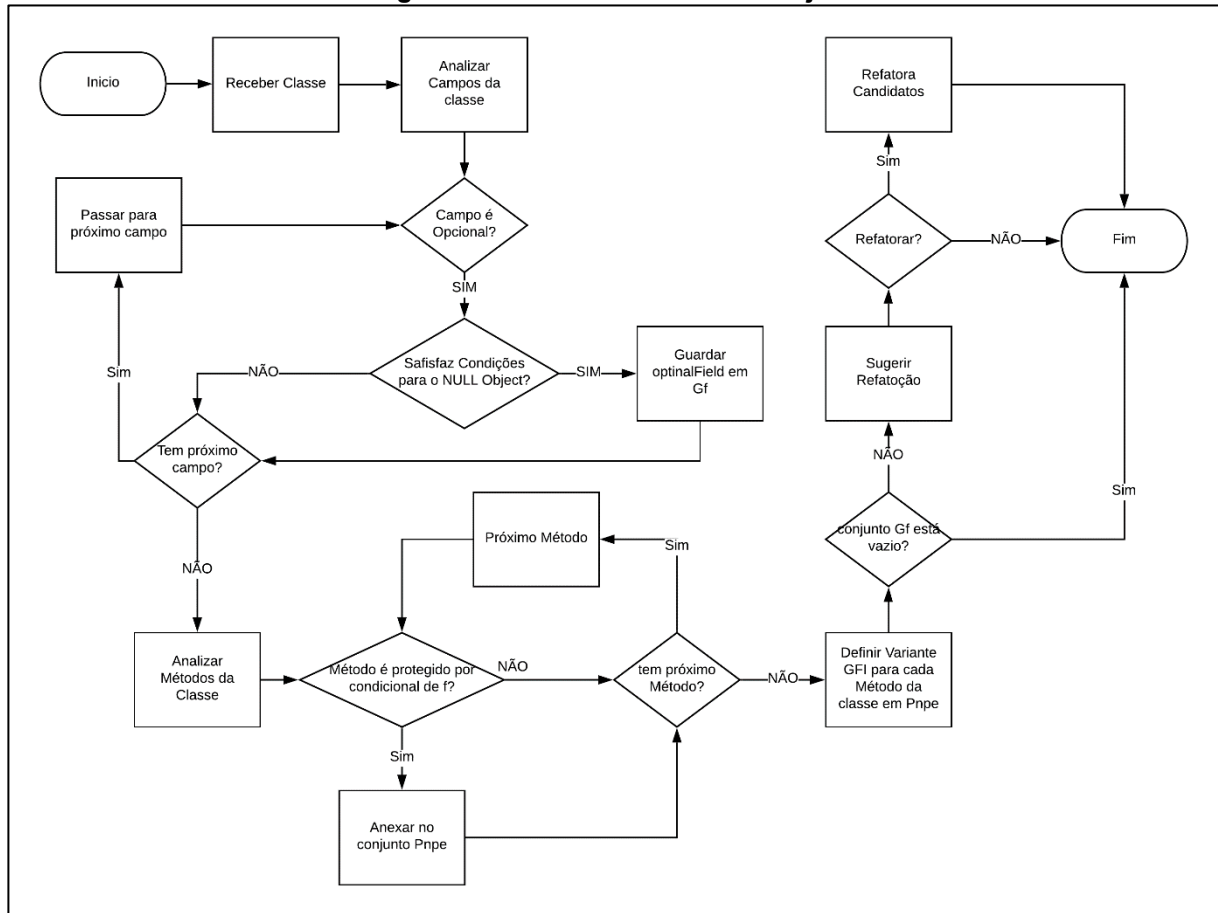 Inicio
Receber Classe
Analizar
Campos da
classe
Refatora
Candidatos
Sim
Passar para
próximo campo
Campo é
Opcional?
Refatorar?
NÃO
Fim
SIM
Sim
Safisfaz Condições
para o NULL Object?
NÃO
SIM
Guardar
optinalField em
Gf
Sugerir
Refatoção
Tem próximo
campo?
NÃO
Sim
NÃO
Próximo Método
Sim
conjunto Gf está
vazio?
Analizar
Métodos da
Classe
Método é protegido por
condicional de f?
NÃO
tem próximo
Método?
NÃO
Definir Variante
GFI para cada
Método da
classe em Pnpe
Sim
Anexar no
conjunto Pnpe